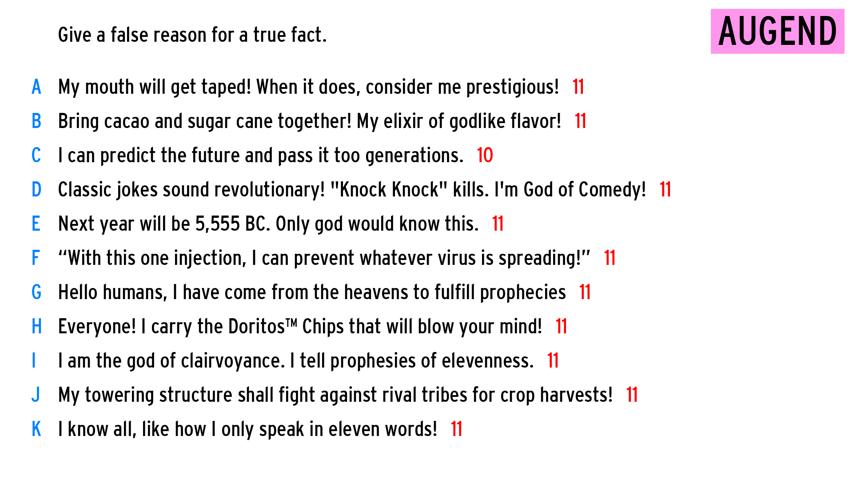 Give a false reason for a true fact.
AUGEND
A My mouth will get taped! When it does, consider me prestigious! 11
B Bring cacao and sugar cane together! My elixir of godlike flavor! 11
C I can predict the future and pass it too generations. 10
D Classic jokes sound revolutionary! "Knock Knock" kills. I'm God of Comedy! 11
E Next year will be 5,555 BC. Only god would know this. 11
F “With this one injection, I can prevent whatever virus is spreading!” 11
G Hello humans, I have come from the heavens to fulfill prophecies 11
H Everyone! I carry the Doritos™ Chips that will blow your mind! 11
I I am the god of clairvoyance. I tell prophesies of elevenness. 11
J My towering structure shall fight against rival tribes for crop harvests! 11
K I know all, like how I only speak in eleven words! 11